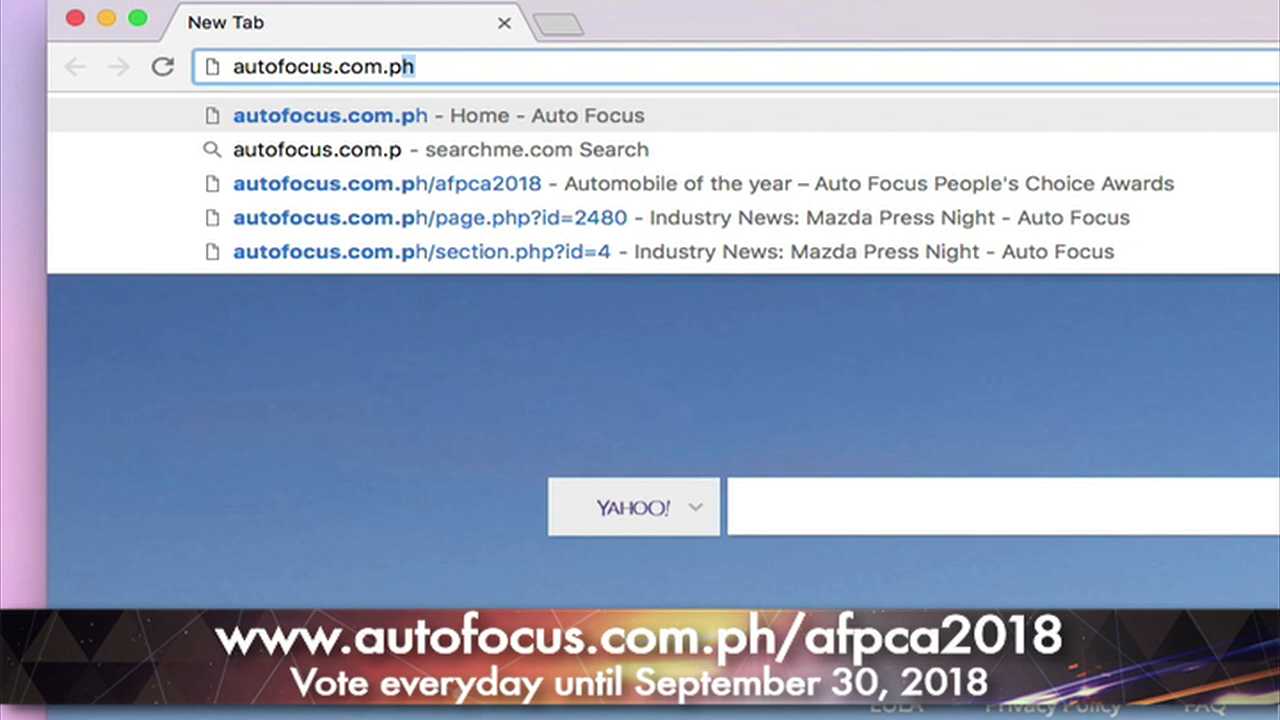 New Tab
autofocus.com.ph
autofocus.com.ph - Home - Auto Focus
autofocus.com.p - searchme.com Search
autofocus.com.ph/afpca2018 - Automobile of the year – Auto Focus People's Choice Awards
autofocus.com.ph/page.php?id=2480 - Industry News: Mazda Press Night - Auto Focus
autofocus.com.ph/section.php?id=4 - Industry News: Mazda Press Night - Auto Focus
YAHOO!
www.autofocus.com.ph/afpca2018
Vote everyday until September 30, 2018
EULA Privacy Policy FAQ